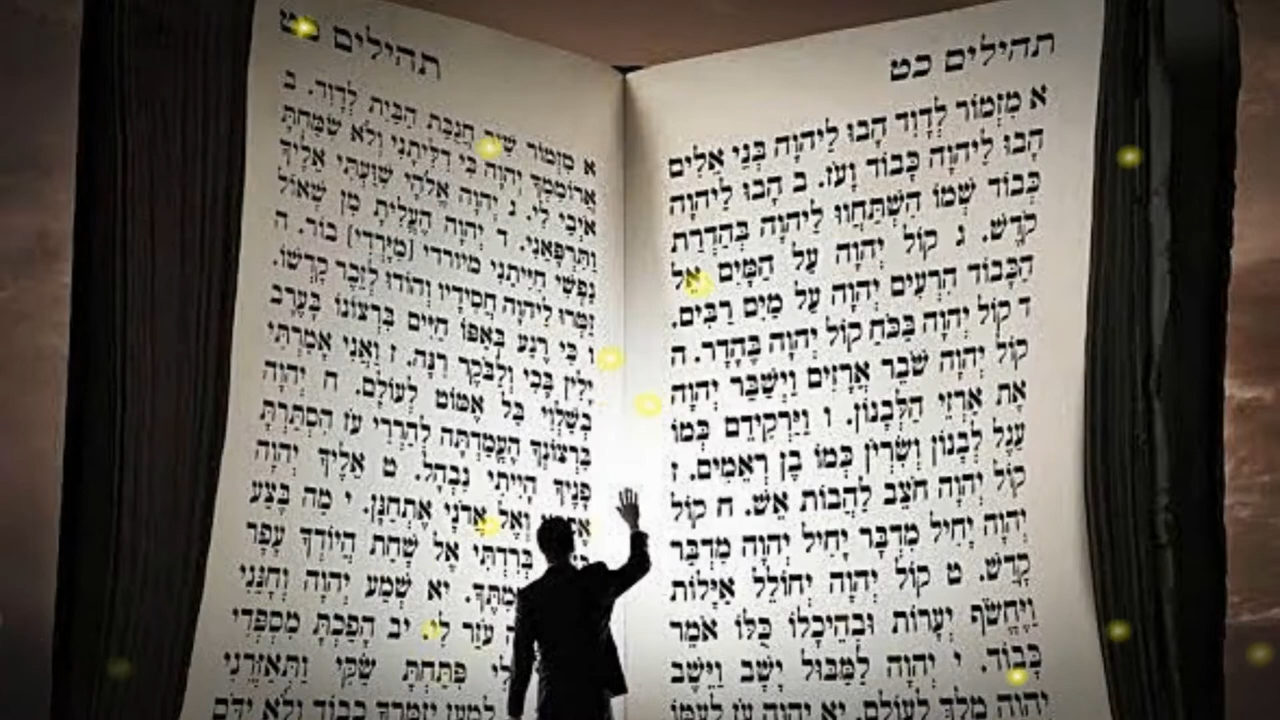 תהילים כט
א מִזְמוֹר לְדָוִד הָבוּ לַיהוָה בְּנֵי אֵלִים
הָבוּ לַיהוָה כָּבוֹד וָעֹז. ב הָבוּ לַיהוָה
כְּבוֹד שְׁמוֹ הִשְׁתַּחֲווּ לַיהוָה בְּהַדְרַת
קֹדֶשׁ. ג קוֹל יְהוָה עַל הַמָּיִם אֵל
הַכָּבוֹד הִרְעִים יְהוָה עַל מַיִם רַבִּים.
ד קוֹל יְהוָה בַּכֹּחַ קוֹל יְהוָה בֶּהָדָר. ה
קוֹל יְהוָה שֹׁבֵר אֲרָזִים וַיְשַׁבֵּר יְהוָה
אֶת אַרְזֵי הַלְּבָנוֹן. ו וַיַּרְקִידֵם כְּמוֹ
עֵגֶל לְבָנוֹן וְשִׂרְיֹן כְּמוֹ בֶן רְאֵמִים. ז
קוֹל יְהוָה חֹצֵב לַהֲבוֹת אֵשׁ. ח קוֹל
יְהוָה יָחִיל מִדְבָּר יָחִיל יְהוָה מִדְבַּר
קָדֵשׁ. ט קוֹל יְהוָה יְחוֹלֵל אַיָּלוֹת
וַיֶּחֱשֹׂף יְעָרוֹת וּבְהֵיכָלוֹ כֻּלּוֹ אֹמֵר
כָּבוֹד. י יְהוָה לַמַּבּוּל יָשָׁב וַיֵּשֶׁב
יְהוָה מֶלֶךְ לְעוֹלָם. יא יְהוָה עֹז לְעַמּוֹ
תהילים
א מִזְמוֹר שִׁיר חֲנֻכַּת הַבַּיִת לְדָוִד. ב
אֲרוֹמִמְךָ יְהוָה כִּי דִלִּיתָנִי וְלֹא שִׂמַּחְתָּ
אֹיְבַי לִי. ג יְהוָה אֱלֹהָי שִׁוַּעְתִּי אֵלֶיךָ
וַתִּרְפָּאֵנִי. ד יְהוָה הֶעֱלִיתָ מִן שְׁאוֹל
נַפְשִׁי חִיִּיתַנִי מיורדי [מִיָּרְדִי] בוֹר. ה
זַמְּרוּ לַיהוָה חֲסִידָיו וְהוֹדוּ לְזֵכֶר קָדְשׁוֹ.
ו כִּי רֶגַע בְּאַפּוֹ חַיִּים בִּרְצוֹנוֹ בָּעֶרֶב
יָלִין בֶּכִי וְלַבֹּקֶר רִנָּה. ז וַאֲנִי אָמַרְתִּי
בְשַׁלְוִי בַּל אֶמּוֹט לְעוֹלָם. ח יְהוָה
בִּרְצוֹנְךָ הֶעֱמַדְתָּה לְהַרְרִי עֹז הִסְתַּרְתָּ
פָנֶיךָ הָיִיתִי נִבְהָל. ט אֵלֶיךָ יְהוָה
וְאֶל אֲדֹנָי אֶתְחַנָּן. י מַה בֶּצַע
בְּרִדְתִּי אֶל שָׁחַת הֲיוֹדְךָ עָפָר
יא שְׁמַע יְהוָה וְחָנֵּנִי
עֹזֵר לִי. יב הָפַכְתָּ מִסְפְּדִי
לִי פִּתַּחְתָּ שַׂקִּי וַתְּאַזְּרֵנִי
לְמַעַן יְזַמֶּרְךָ כָבוֹד וְלֹא יִדֹּם